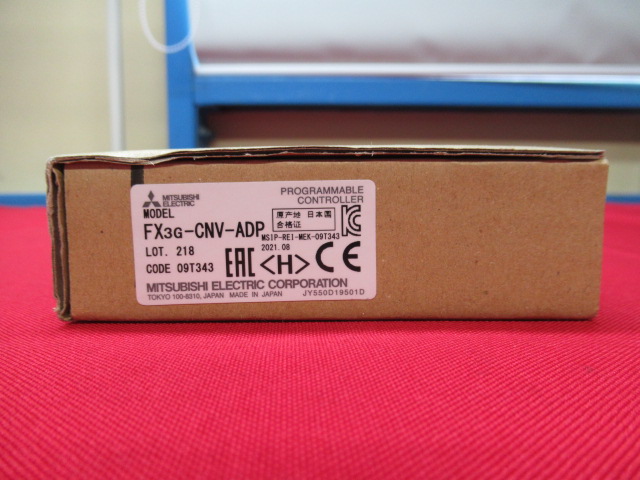 MITSUBISHI
ELECTRIC
PROGRAMMABLE
CONTROLLER
MODEL
FX3G-CNV-ADP
原产地 日本国
合格证
MSIP-REI-MEK-09T343
LOT. 218
2021.08
CODE 09T343
EAC <H> CE
MITSUBISHI ELECTRIC CORPORATION
TOKYO 100-8310, JAPAN MADE IN JAPAN JY550D19501D